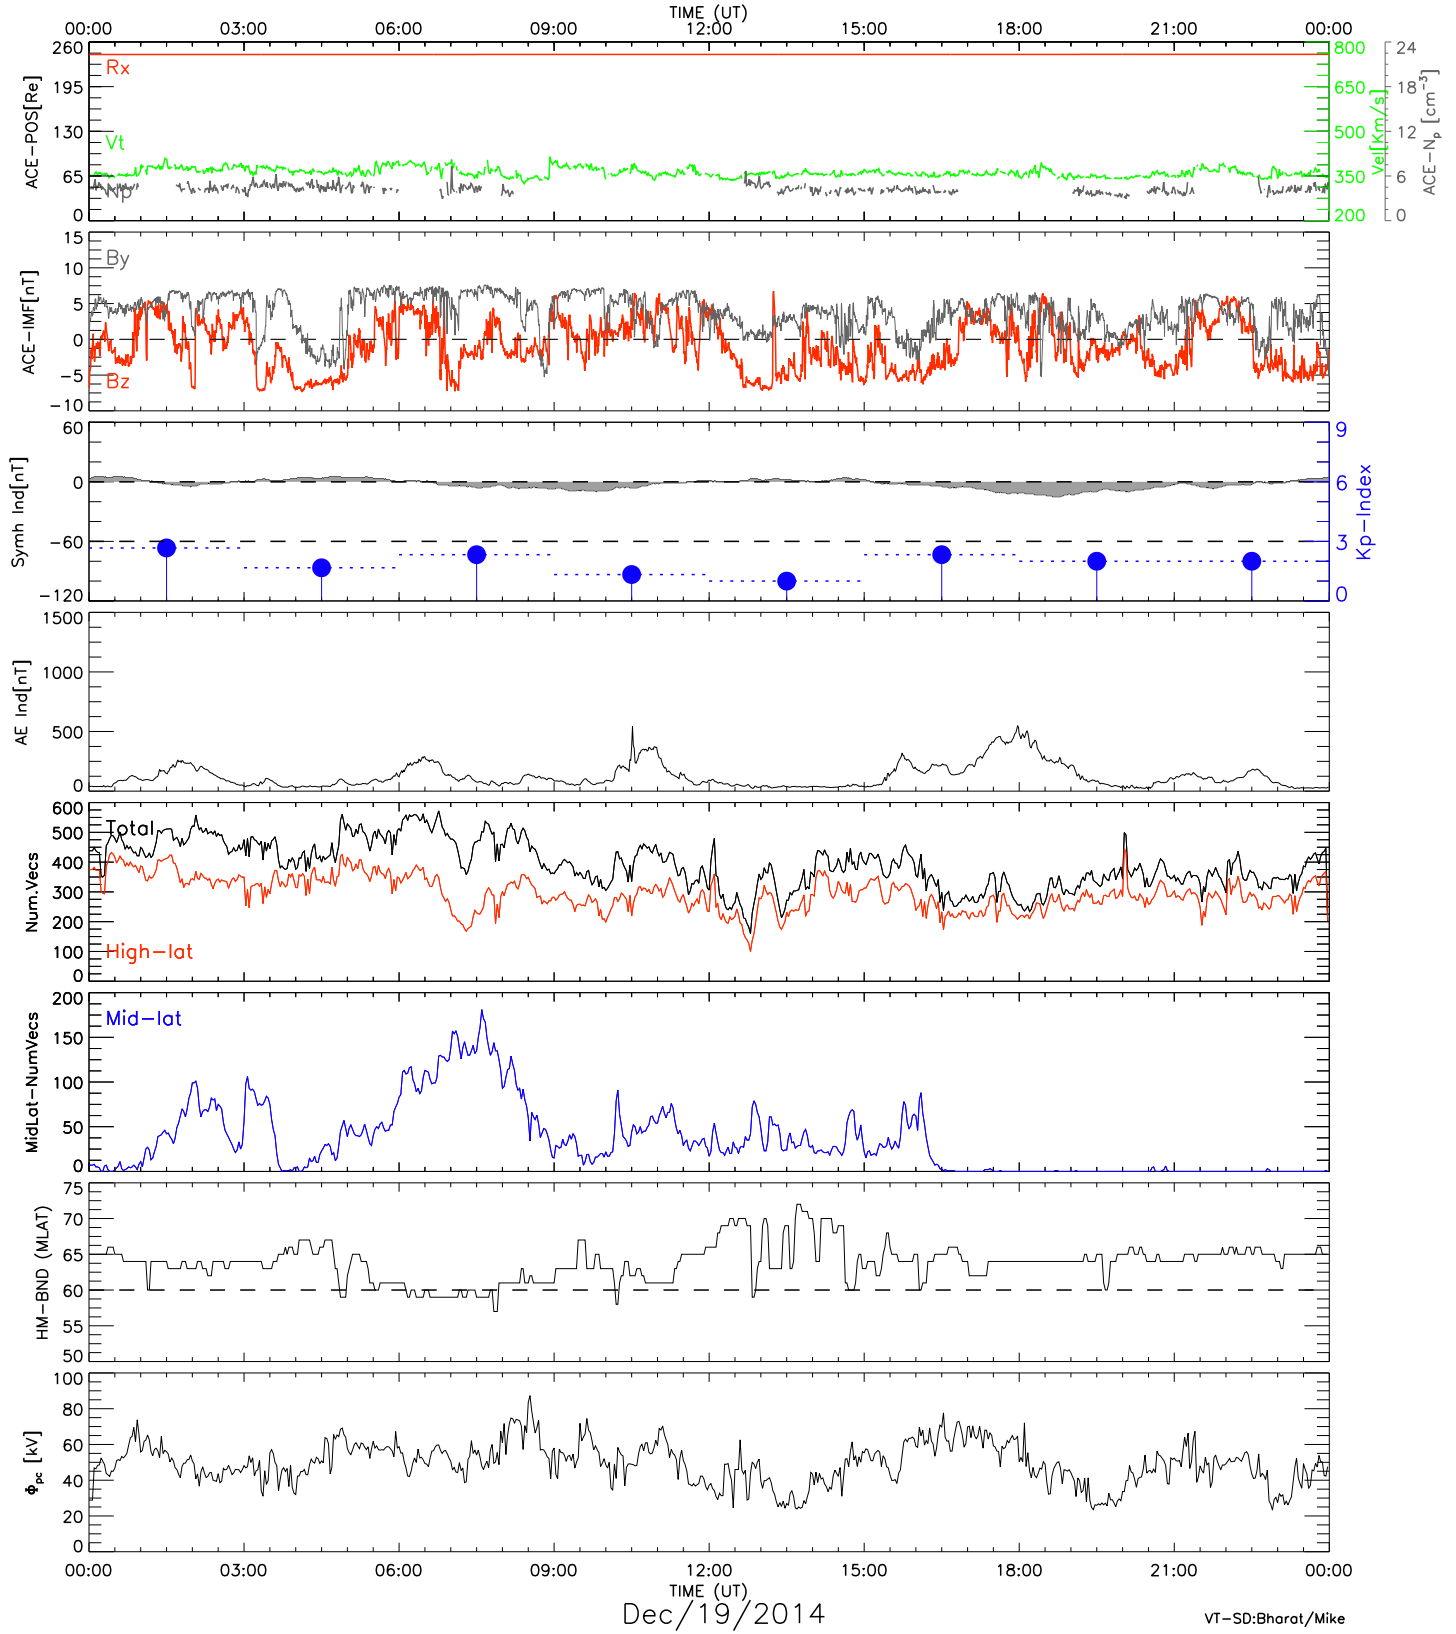 TIME (UT)
00:00 03:00 06:00 09:00 12:00 15:00 18:00 21:00 00:00
260
195
130
65
0
ACE-POS[Re]
Rx
Vt
Np
800
650
500
350
200
Vel[Km/s]
24
18
12
6
0
ACE-Np [cm-3]
15
10
5
0
-5
-10
ACE-IMF[nT]
By
Bz
60
0
-60
-120
Symh Ind[nT]
9
6
3
0
Kp-Index
1500
1000
500
0
AE Ind[nT]
600
500
400
300
200
100
0
Num.Vecs
Total
High-lat
200
150
100
50
0
MidLat-NumVecs
Mid-lat
75
70
65
60
55
50
HM-BND (MLAT)
100
80
60
40
20
0
Φpc [kV]
00:00 03:00 06:00 09:00 12:00 15:00 18:00 21:00 00:00
TIME (UT)
Dec/19/2014
VT-SD:Bharat/Mike